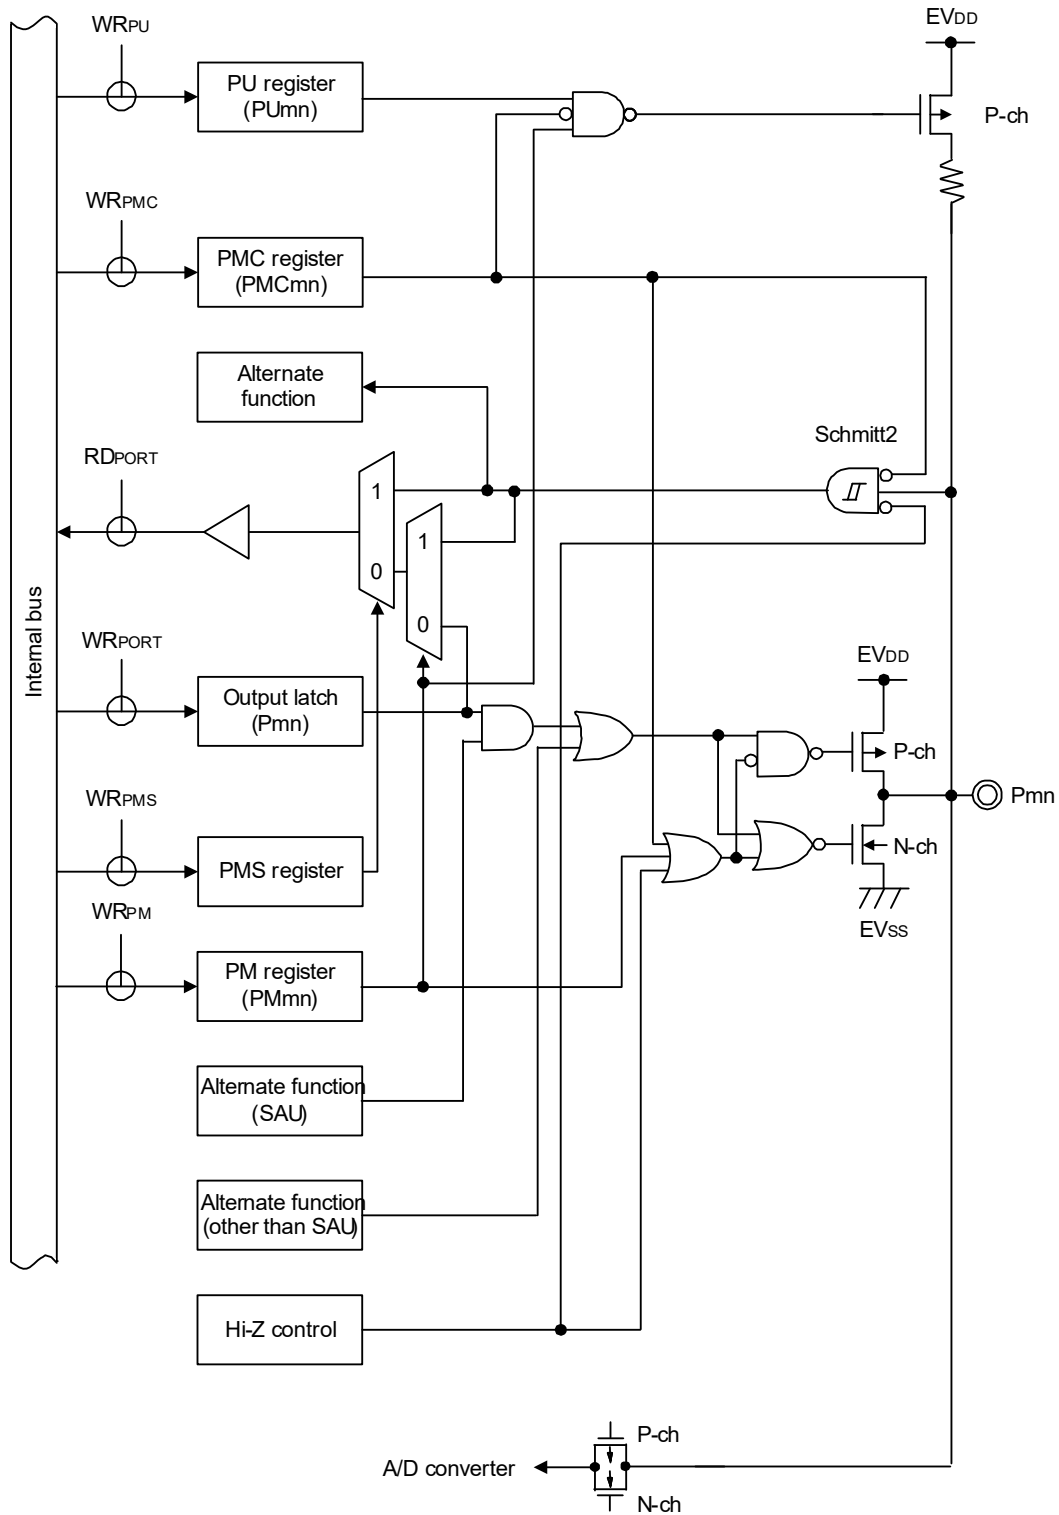 WRPU
EVDD
PU register
(PUmn)
P-ch
WRPMC
PMC register
(PMCmn)
Alternate
function
Schmitt2
RDPORT
1
1
0
0
Internal bus
WRPORT
EVDD
Output latch
(Pmn)
P-ch
WRPMS
Pmn
PMS register
N-ch
WRPM
EVSS
PM register
(PMmn)
Alternate function
(SAU)
Alternate function
(other than SAU)
Hi-Z control
P-ch
A/D converter
N-ch